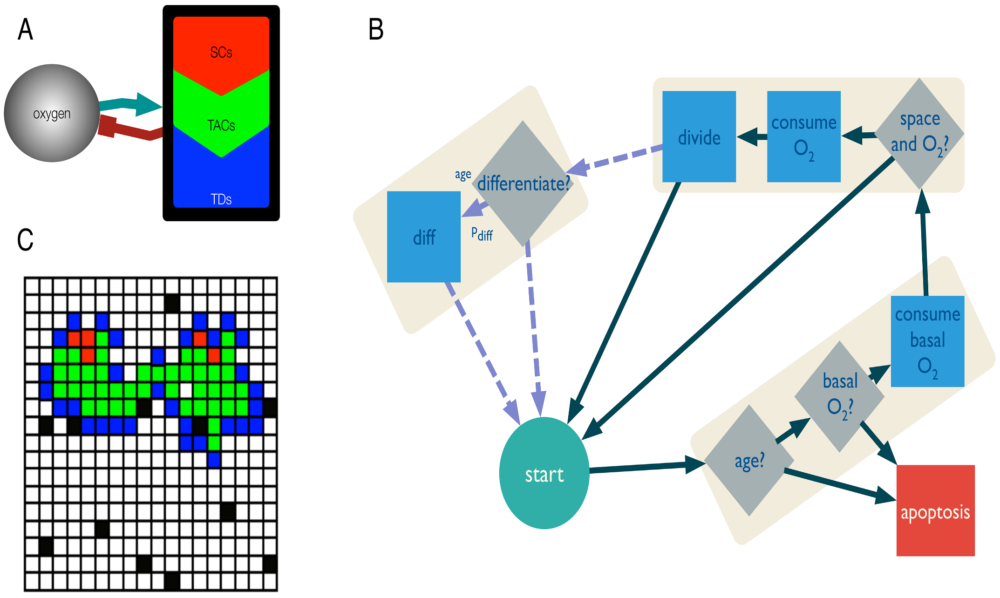 A
SCs
TACs
TDs
oxygen
B
divide
consume
O2
space
and O2?
age
differentiate?
Pdiff
diff
consume
basal
O2
basal
O2?
age?
start
apoptosis
C